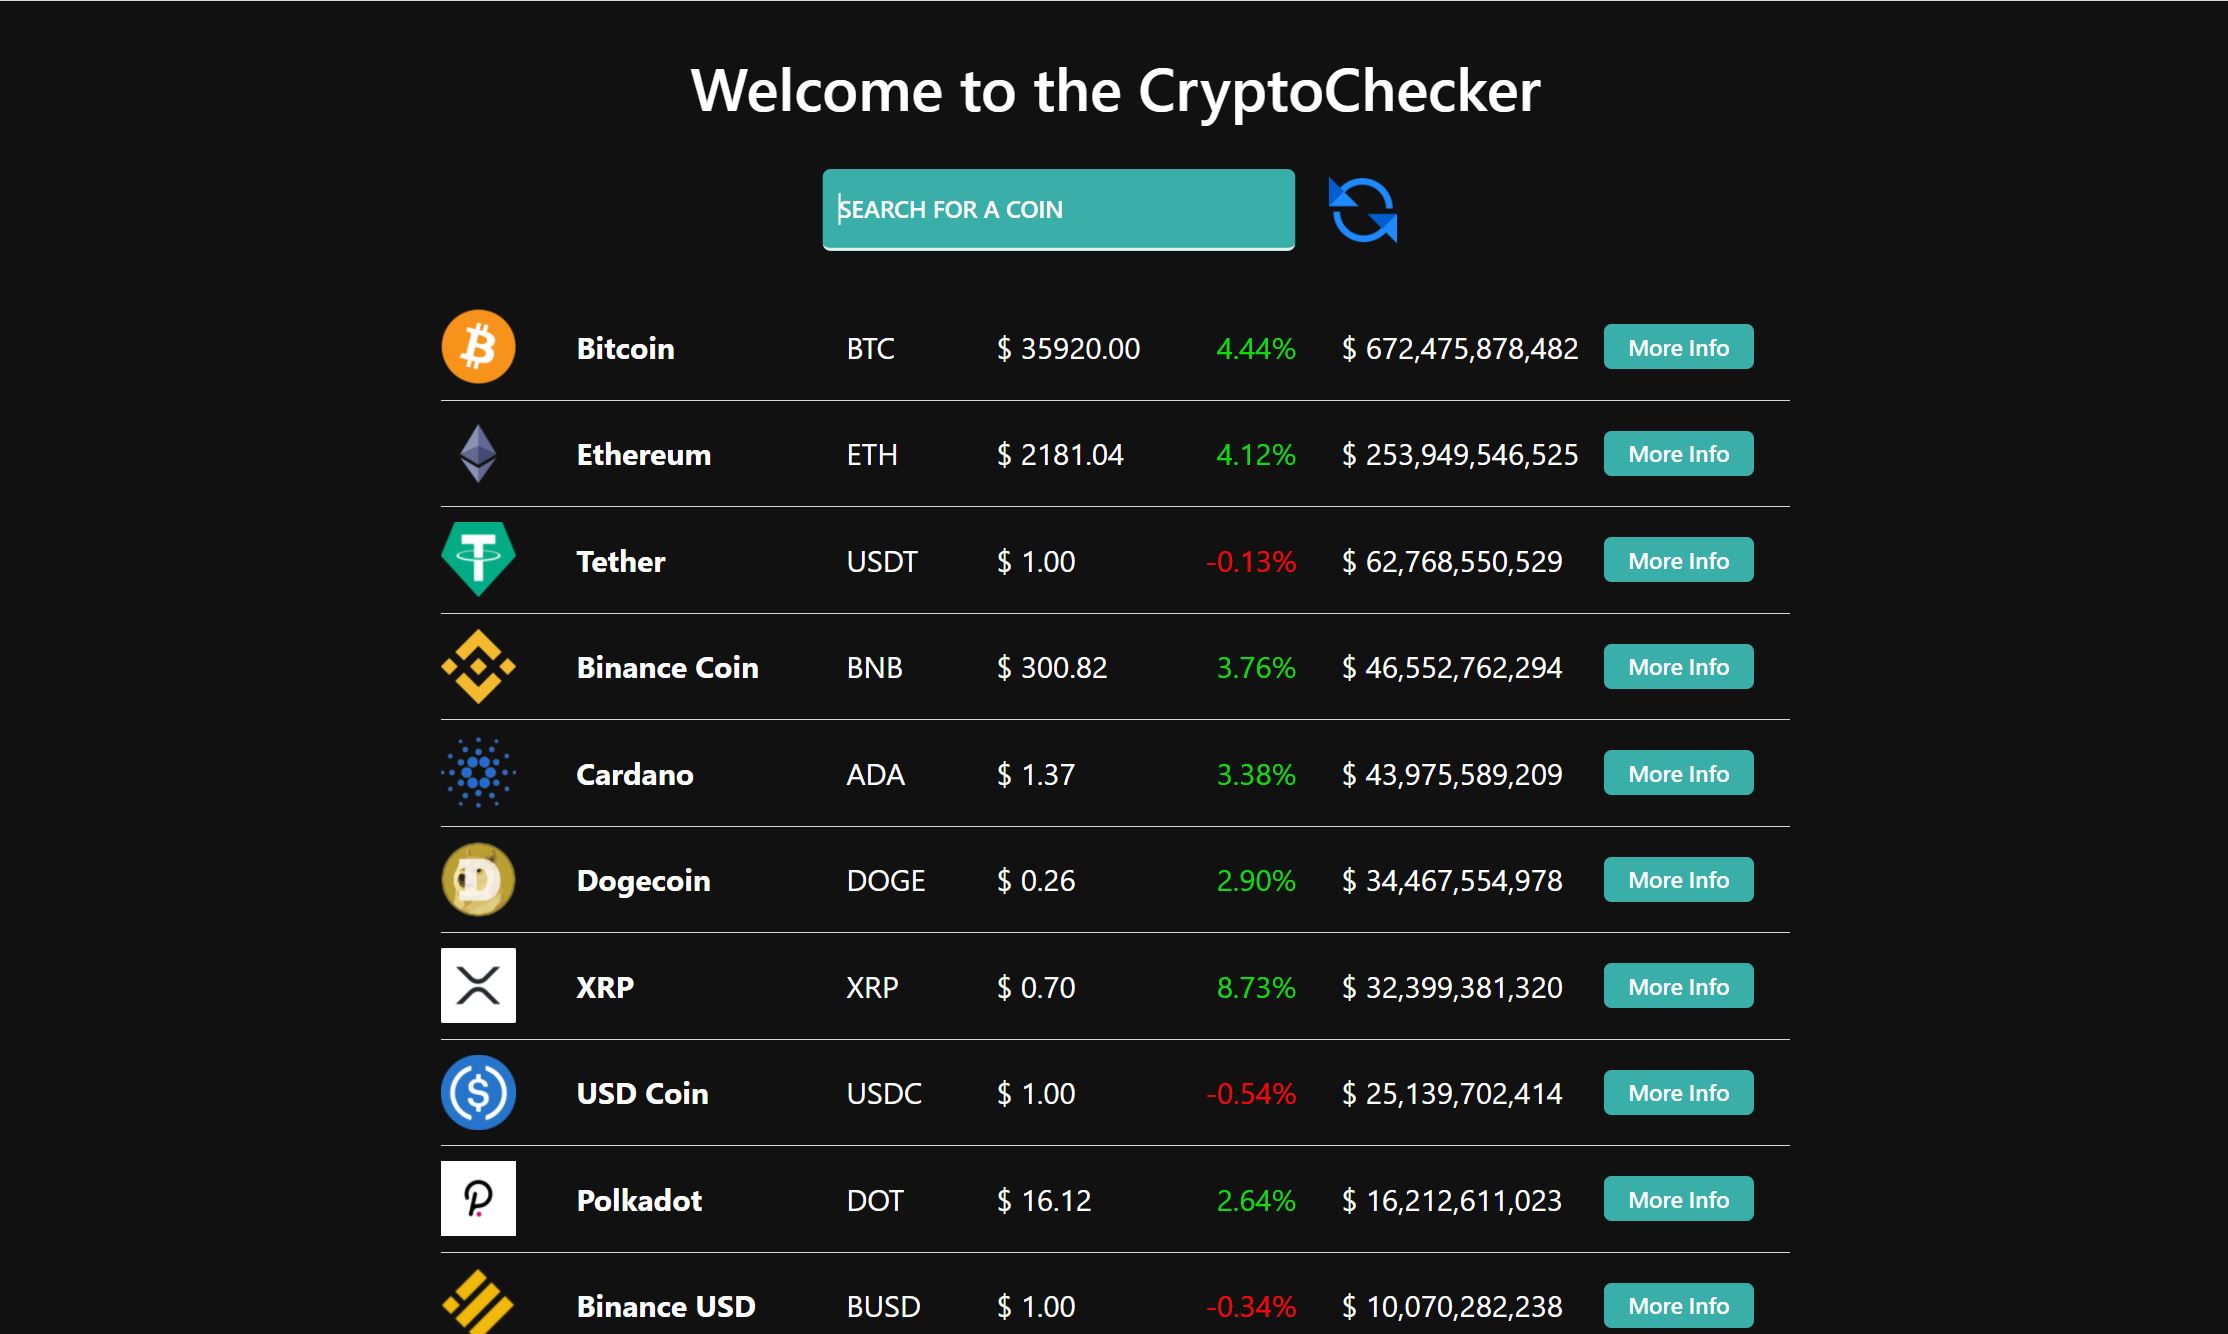 Welcome to the CryptoChecker
SEARCH FOR A COIN
Bitcoin BTC $ 35920.00 4.44% $ 672,475,878,482 More Info
Ethereum ETH $ 2181.04 4.12% $ 253,949,546,525 More Info
Tether USDT $ 1.00 -0.13% $ 62,768,550,529 More Info
Binance Coin BNB $ 300.82 3.76% $ 46,552,762,294 More Info
Cardano ADA $ 1.37 3.38% $ 43,975,589,209 More Info
Dogecoin DOGE $ 0.26 2.90% $ 34,467,554,978 More Info
XRP XRP $ 0.70 8.73% $ 32,399,381,320 More Info
USD Coin USDC $ 1.00 -0.54% $ 25,139,702,414 More Info
Polkadot DOT $ 16.12 2.64% $ 16,212,611,023 More Info
Binance USD BUSD $ 1.00 -0.34% $ 10,070,282,238 More Info